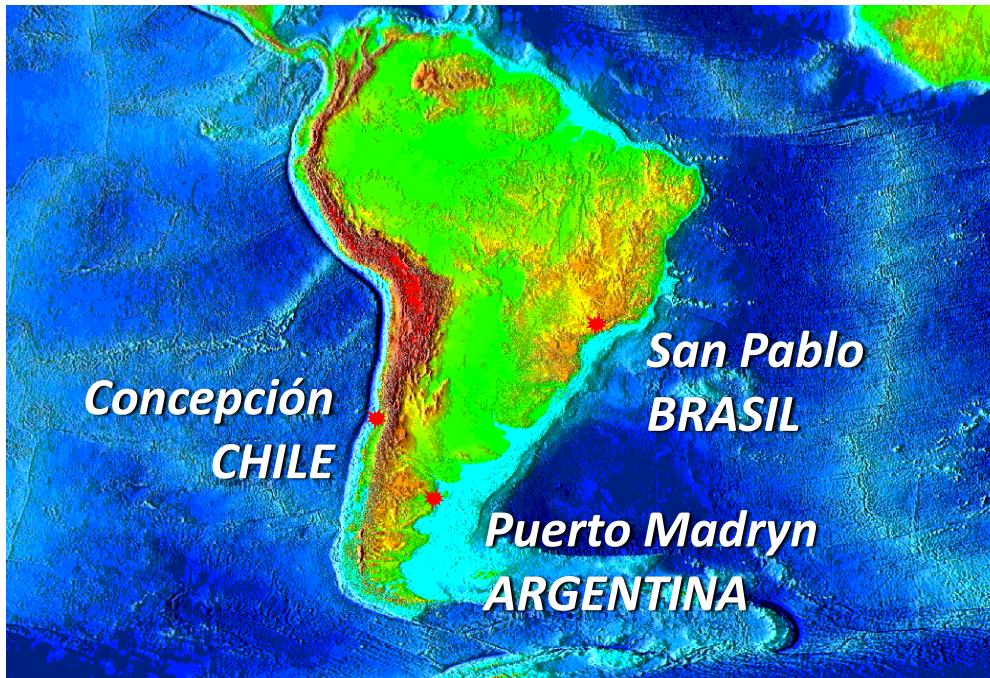 San Pablo
BRASIL
Concepción
CHILE
Puerto Madryn
ARGENTINA